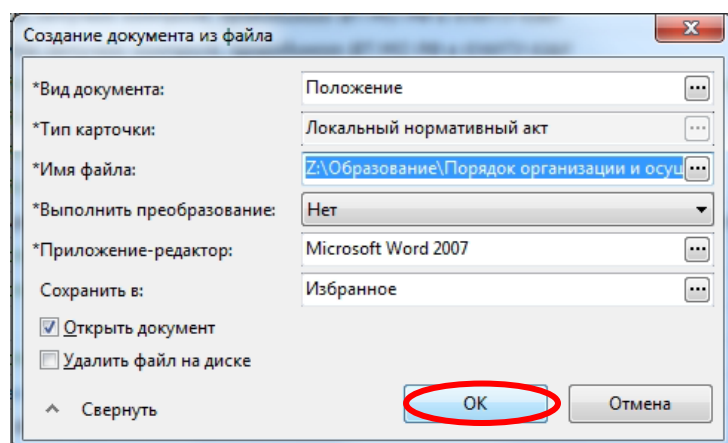 Создание документа из файла
*Вид документа: Положение
*Тип карточки: Локальный нормативный акт
*Имя файла: Z:\Образование\Порядок организации и осущ
*Выполнить преобразование: Нет
*Приложение-редактор: Microsoft Word 2007
Сохранить в: Избранное
Открыть документ
Удалить файл на диске
Свернуть OK Отмена